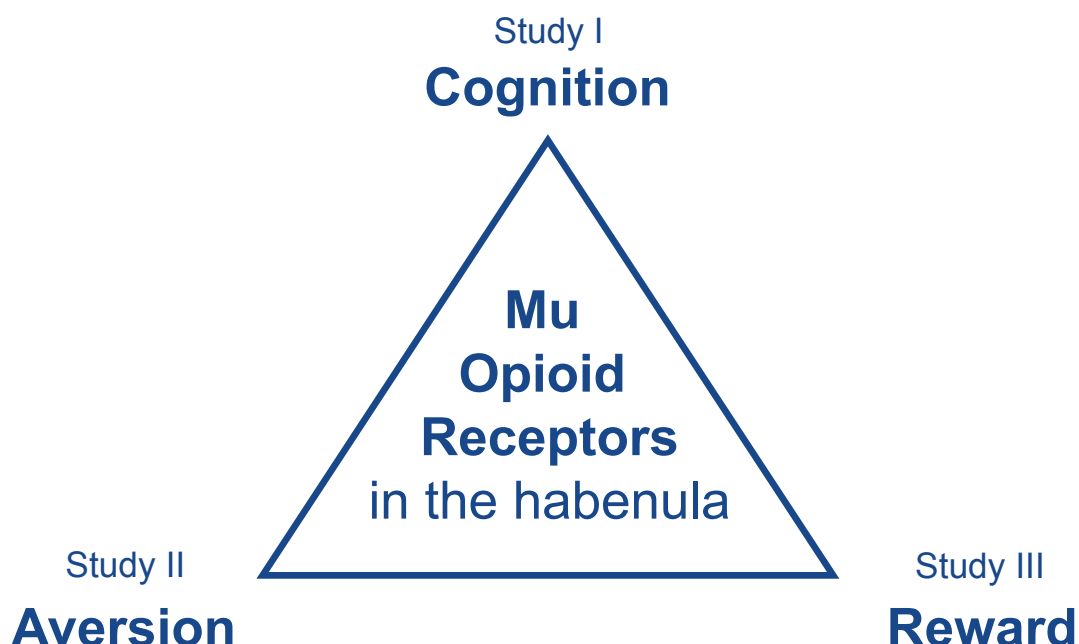 Study I
Cognition
Mu
Opioid
Receptors
in the habenula
Study II
Aversion
Study III
Reward